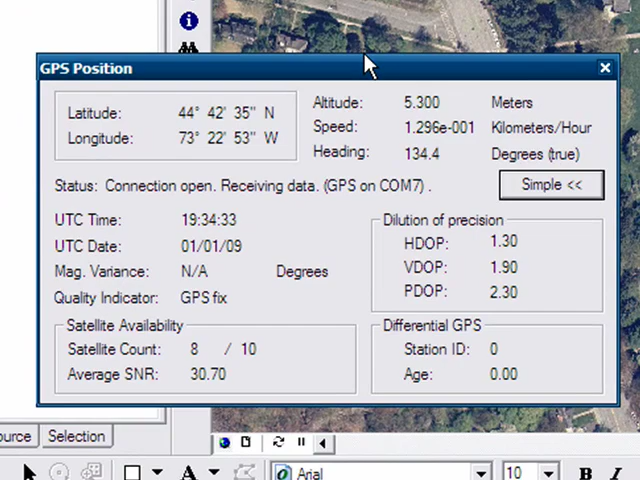 GPS Position
Latitude: 44° 42' 35" N
Longitude: 73° 22' 53" W
Altitude: 5.300 Meters
Speed: 1.296e-001 Kilometers/Hour
Heading: 134.4 Degrees (true)
Status: Connection open. Receiving data. (GPS on COM7) .
Simple <<
UTC Time: 19:34:33
UTC Date: 01/01/09
Mag. Variance: N/A Degrees
Quality Indicator: GPS fix
Dilution of precision
HDOP: 1.30
VDOP: 1.90
PDOP: 2.30
Satellite Availability
Satellite Count: 8 / 10
Average SNR: 30.70
Differential GPS
Station ID: 0
Age: 0.00
Selection
A Arial 10 B I